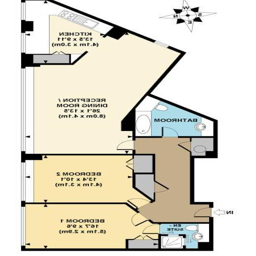 KITCHEN
13'5 x 9'11
(4.1m x 3.0m)
RECEPTION /
DINING ROOM
26'1 x 13'5
(8.0m x 4.1m)
BATHROOM
BEDROOM 2
13'4 x 10'1
(4.1m x 3.1m)
BEDROOM 1
16'7 x 9'6
(5.1m x 2.9m)
EN -
SUITE
IN